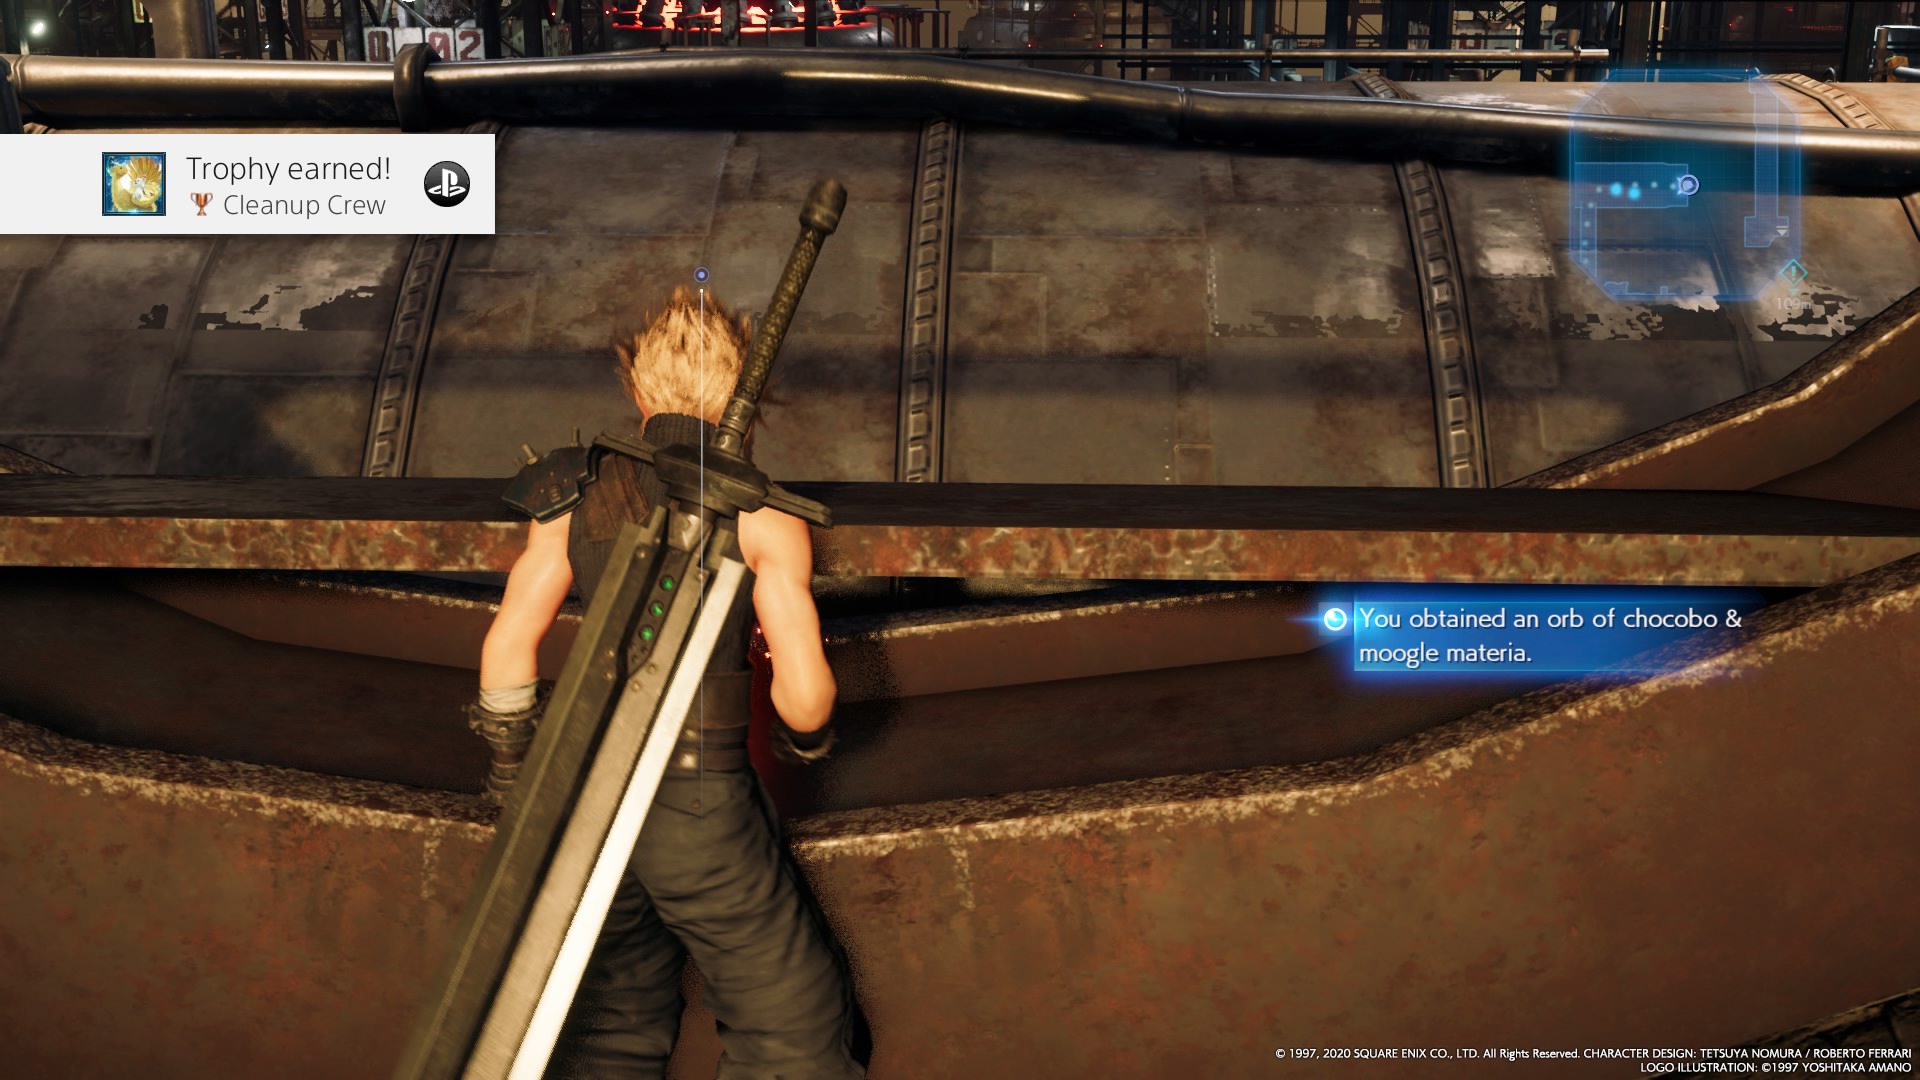 Trophy earned!
Cleanup Crew
109m
You obtained an orb of chocobo &
moogle materia.
© 1997, 2020 SQUARE ENIX CO., LTD. All Rights Reserved. CHARACTER DESIGN: TETSUYA NOMURA / ROBERTO FERRARI
LOGO ILLUSTRATION: ©1997 YOSHITAKA AMANO